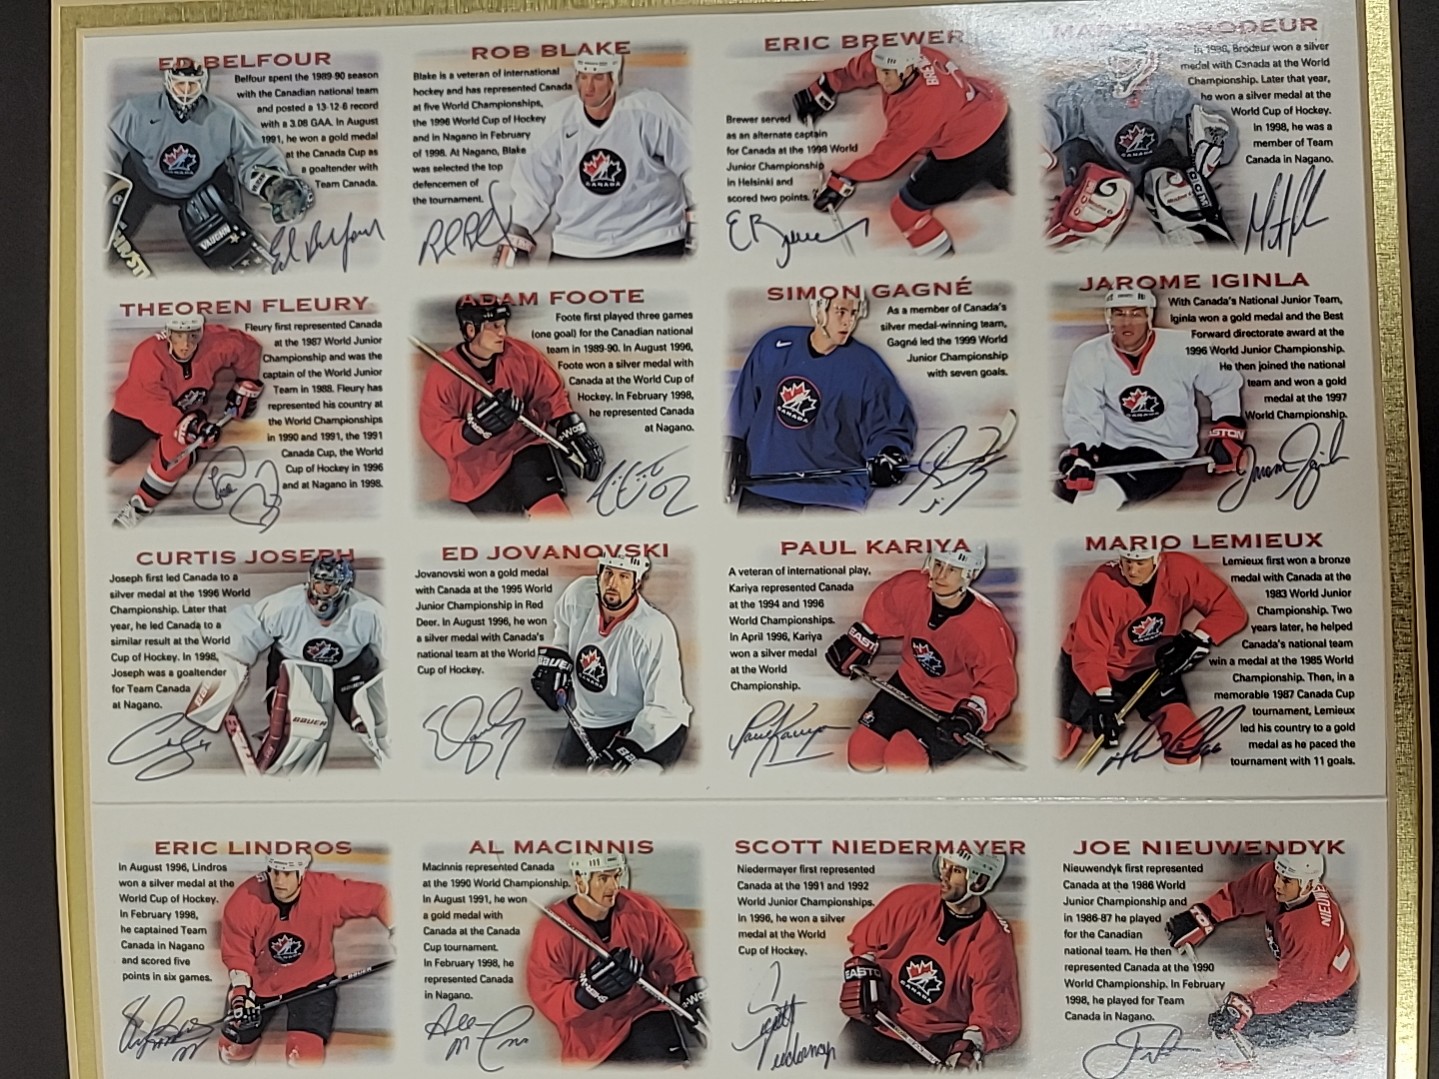 ED BELFOUR
Belfour spent the 1989-90 season
with the Canadian national team
and posted a 13-12-6 record
with a 3.08 GAA. In August
1991, he won a gold medal
at the Canada Cup as
a goaltender with
Team Canada.
ROB BLAKE
Blake is a veteran of international
hockey and has represented Canada
at five World Championships,
the 1996 World Cup of Hockey
and in Nagano in February
of 1998. At Nagano, Blake
was selected the top
defencemen of
the tournament.
ERIC BREWER
Brewer served
as an alternate captain
for Canada at the 1998 World
Junior Championship
in Helsinki and
scored two points.
MARTIN BRODEUR
In 1996, Brodeur won a silver
medal with Canada at the World
Championship. Later that year,
he won a silver medal at the
World Cup of Hockey.
In 1998, he was a
member of Team
Canada in Nagano.
THEOREN FLEURY
Fleury first represented Canada
at the 1987 World Junior
Championship and was the
captain of the World Junior
Team in 1988. Fleury has
represented his country at
the World Championships
in 1990 and 1991, the 1991
Canada Cup, the World
Cup of Hockey in 1996
and at Nagano in 1998.
ADAM FOOTE
Foote first played three games
(one goal) for the Canadian national
team in 1989-90. In August 1996,
Foote won a silver medal with
Canada at the World Cup of
Hockey. In February 1998,
he represented Canada
at Nagano.
SIMON GAGNÉ
As a member of Canada's
silver medal-winning team,
Gagné led the 1999 World
Junior Championship
with seven goals.
JAROME IGINLA
With Canada's National Junior Team,
Iginla won a gold medal and the Best
Forward directorate award at the
1996 World Junior Championship.
He then joined the national
team and won a gold
medal at the 1997
World Championship.
CURTIS JOSEPH
Joseph first led Canada to a
silver medal at the 1996 World
Championship. Later that
year, he led Canada to a
similar result at the World
Cup of Hockey. In 1998,
Joseph was a goaltender
for Team Canada
at Nagano.
ED JOVANOVSKI
Jovanovski won a gold medal
with Canada at the 1995 World
Junior Championship in Red
Deer. In August 1996, he won
a silver medal with Canada's
national team at the World
Cup of Hockey.
PAUL KARIYA
A veteran of international play,
Kariya represented Canada
at the 1994 and 1996
World Championships.
In April 1996, Kariya
won a silver medal
at the World
Championship.
MARIO LEMIEUX
Lemieux first won a bronze
medal with Canada at the
1983 World Junior
Championship. Two
years later, he helped
Canada's national team
win a medal at the 1985 World
Championship. Then, in a
memorable 1987 Canada Cup
tournament, Lemieux
led his country to a gold
medal as he paced the
tournament with 11 goals.
ERIC LINDROS
In August 1996, Lindros
won a silver medal at the
World Cup of Hockey.
In February 1998,
he captained Team
Canada in Nagano
and scored five
points in six games.
AL MACINNIS
MacInnis represented Canada
at the 1990 World Championship.
In August 1991, he won
a gold medal with
Canada at the Canada
Cup tournament.
In February 1998, he
represented Canada
in Nagano.
SCOTT NIEDERMAYER
Niedermayer first represented
Canada at the 1991 and 1992
World Junior Championships.
In 1996, he won a silver
medal at the World
Cup of Hockey.
JOE NIEUWENDYK
Nieuwendyk first represented
Canada at the 1986 World
Junior Championship and
in 1986-87 he played
for the Canadian
national team. He then
represented Canada at the 1990
World Championship. In February
1998, he played for Team
Canada in Nagano.